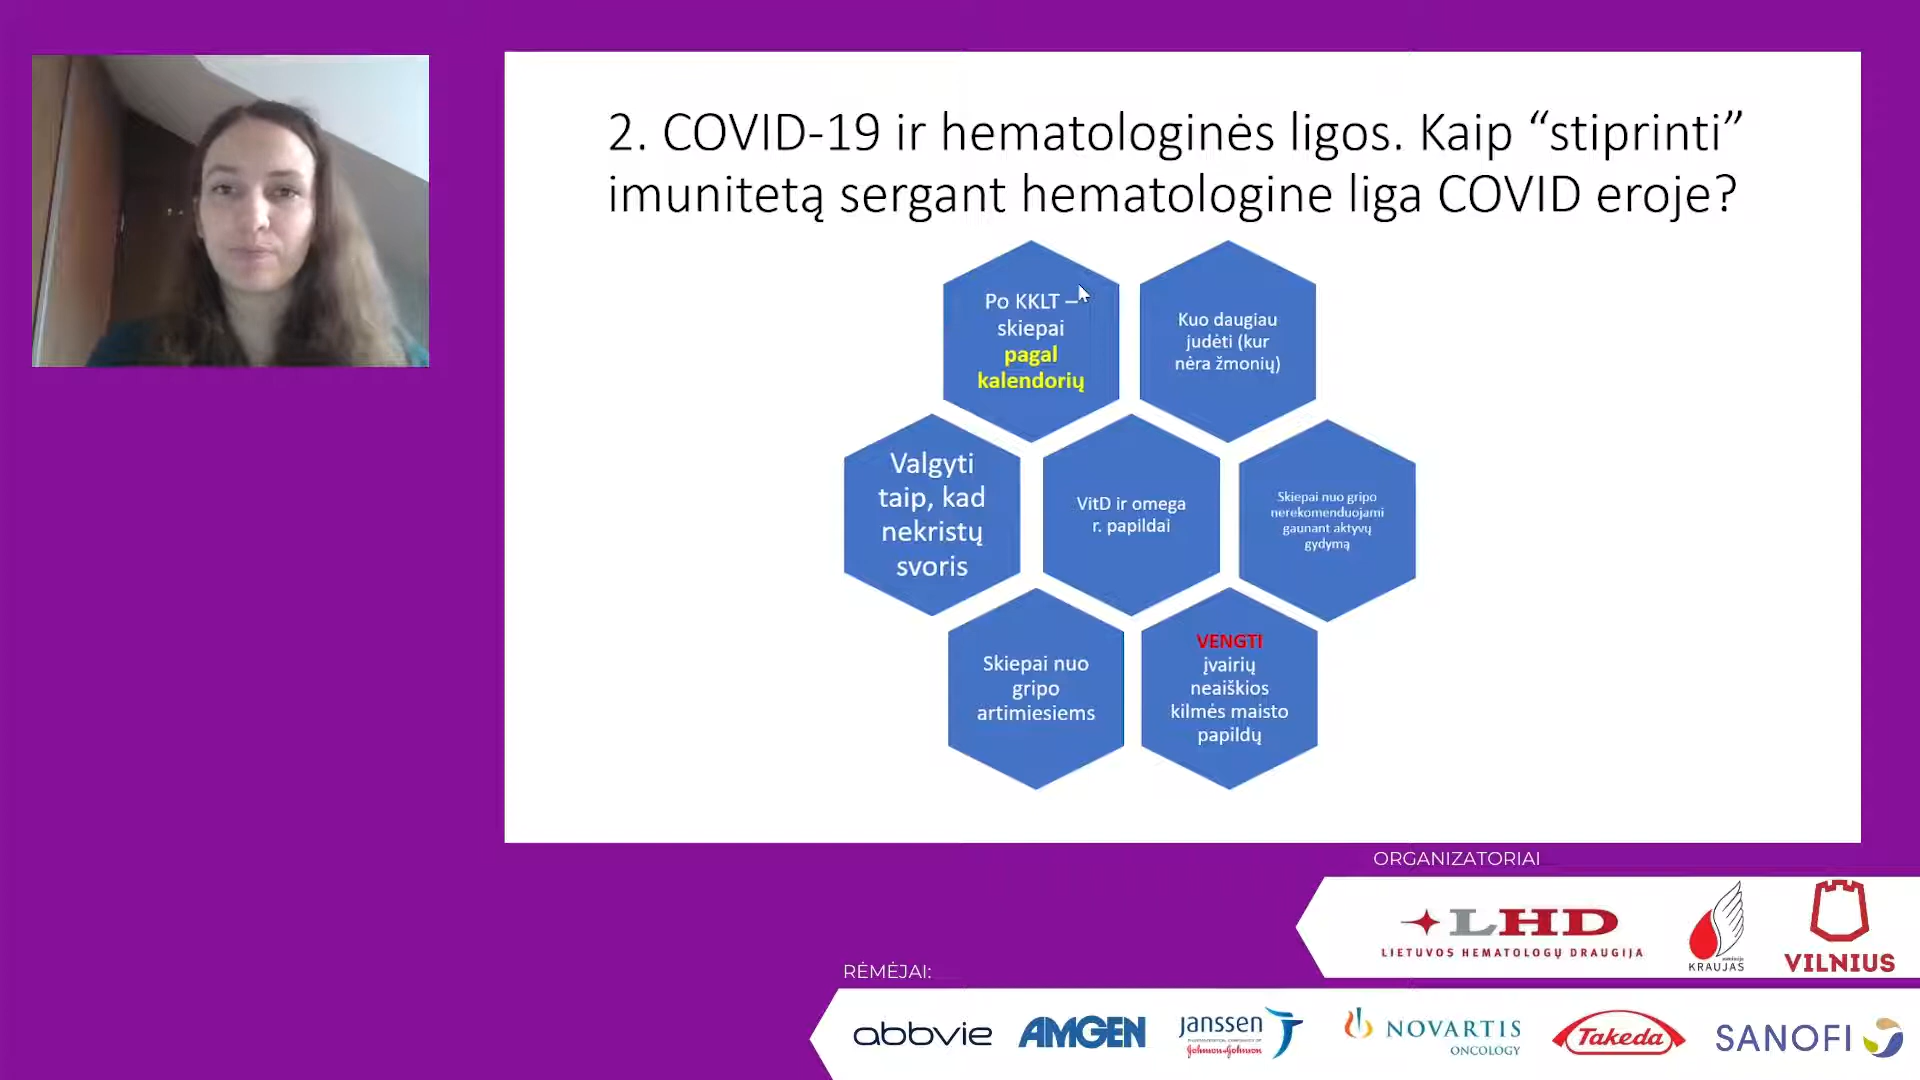 2. COVID-19 ir hematologinės ligos. Kaip “stiprinti”
imunitetą sergant hematologine liga COVID eroje?
Po KKLT –
skiepai
pagal
kalendorių
Kuo daugiau
judėti (kur
nėra žmonių)
Valgyti
taip, kad
nekristų
svoris
VitD ir omega
r. papildai
Skiepai nuo gripo
nerekomenduojami
gaunant aktyvų
gydymą
Skiepai nuo
gripo
artimiesiems
VENGTI
įvairių
neaiškios
kilmės maisto
papildų
ORGANIZATORIAI
LHD
LIETUVOS HEMATOLOGŲ DRAUGIJA
KRAUJAS
VILNIUS
RĖMĖJAI:
abbvie
AMGEN
janssen
Johnson & Johnson
NOVARTIS
ONCOLOGY
Takeda
SANOFI